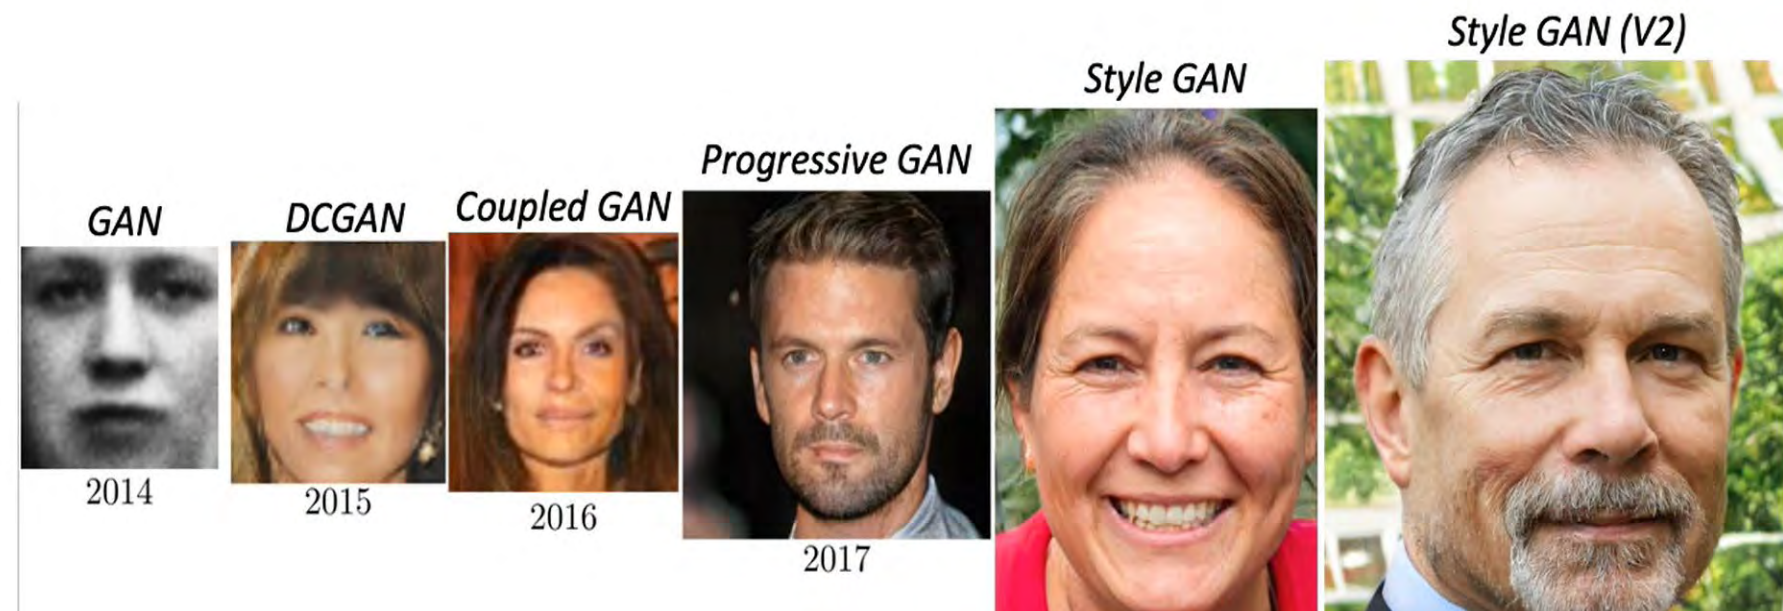 GAN
2014
DCGAN
2015
Coupled GAN
2016
Progressive GAN
2017
Style GAN
Style GAN (V2)